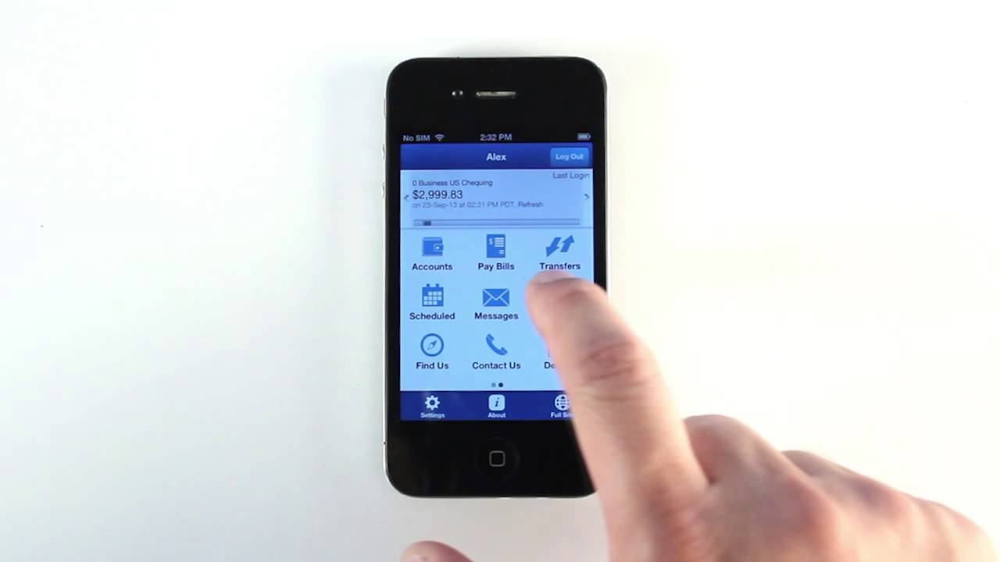 No SIM 2:32 PM
Alex Log Out
Last Login
0 Business US Chequing
$2,999.83
on 23-Sep-13 at 02:31 PM PDT. Refresh
Accounts Pay Bills Transfers
Scheduled Messages
Find Us Contact Us De
Settings About Full Si